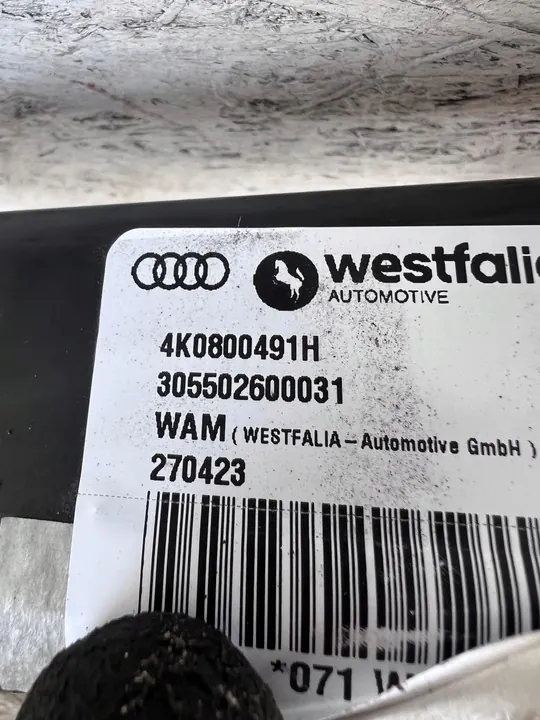 westfalia
AUTOMOTIVE
4K0800491H
305502600031
WAM ( WESTFALIA-Automotive GmbH )
270423
*071